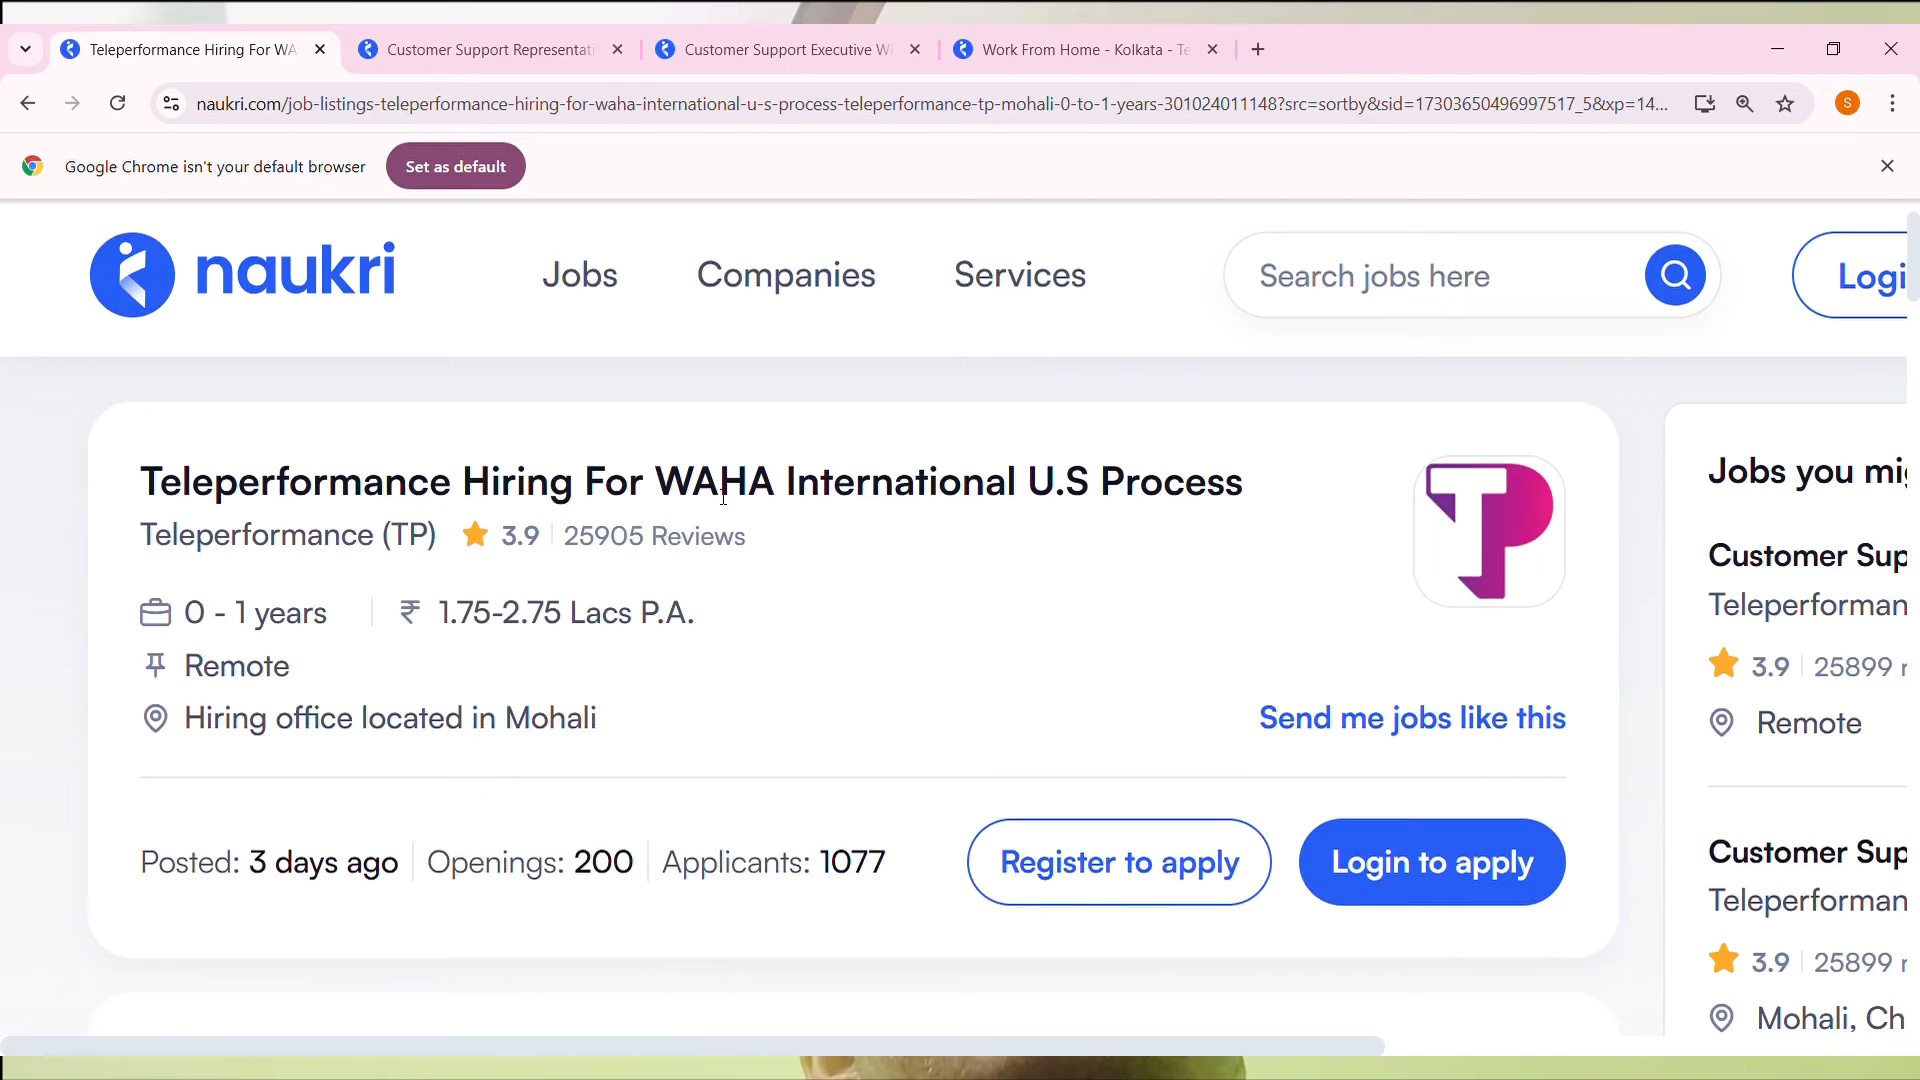 Teleperformance Hiring For WA
Customer Support Representati
Customer Support Executive W
Work From Home - Kolkata - Te
naukri.com/job-listings-teleperformance-hiring-for-waha-international-u-s-process-teleperformance-tp-mohali-0-to-1-years-301024011148?src=sortby&sid=17303650496997517_5&xp=14...
S
Google Chrome isn't your default browser
Set as default
naukri
Jobs
Companies
Services
Search jobs here
Logi
Teleperformance Hiring For WAHA International U.S Process
Teleperformance (TP) 3.9 25905 Reviews
TP
0 - 1 years ₹ 1.75-2.75 Lacs P.A.
Remote
Hiring office located in Mohali
Send me jobs like this
Posted: 3 days ago Openings: 200 Applicants: 1077
Register to apply
Login to apply
Jobs you mi
Customer Sup
Teleperforman
3.9 25899 r
Remote
Customer Sup
Teleperforman
3.9 25899 r
Mohali, Ch